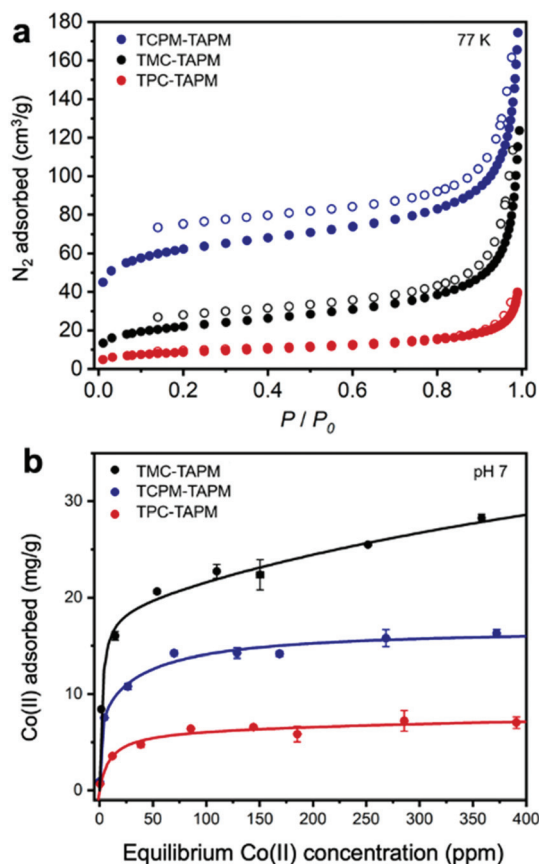 a
TCPM-TAPM
TMC-TAPM
TPC-TAPM
77 K
180
160
140
120
100
80
60
40
20
0
N2 adsorbed (cm³/g)
0.0 0.2 0.4 0.6 0.8 1.0
P / P0
b
TMC-TAPM
TCPM-TAPM
TPC-TAPM
pH 7
30
20
10
0
Co(II) adsorbed (mg/g)
0 50 100 150 200 250 300 350 400
Equilibrium Co(II) concentration (ppm)